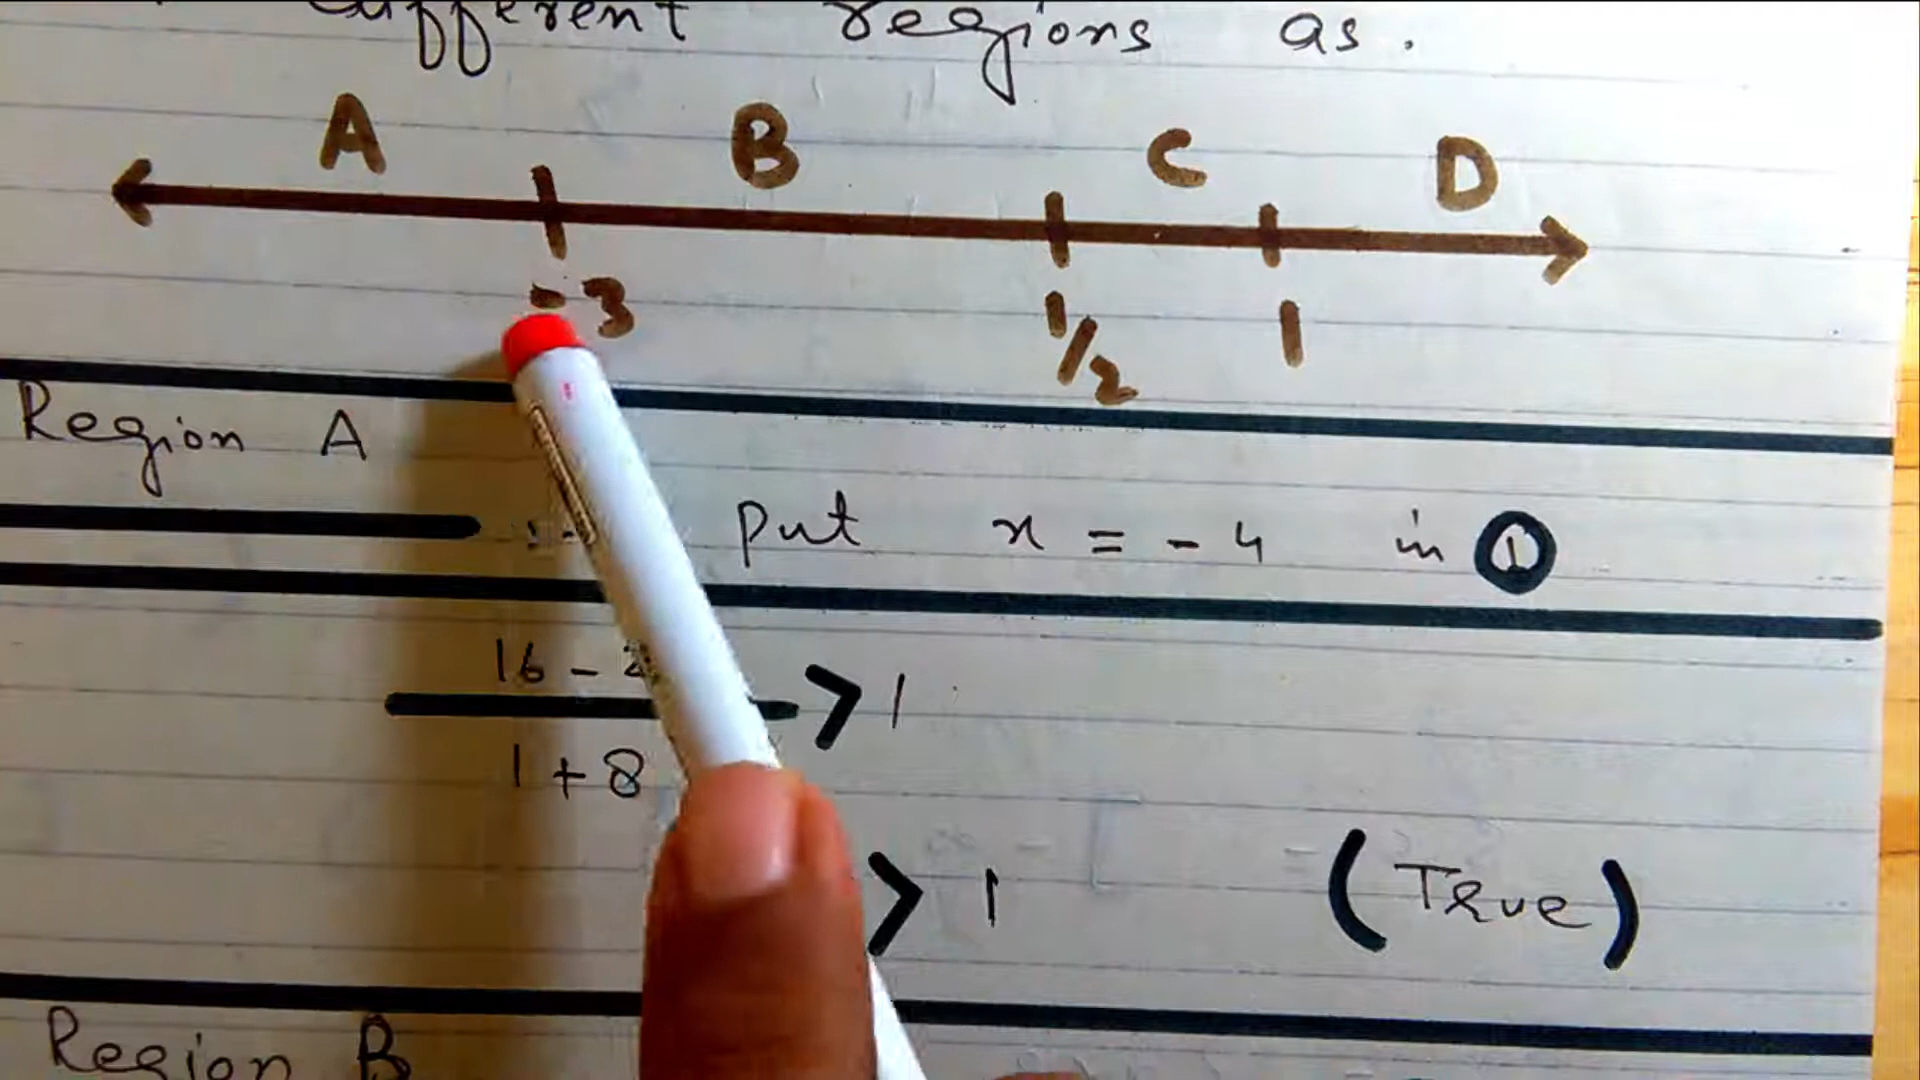 different regions as.
A B C D
-3 1/2 1
Region A
Put x = -4 in ①
16 - 2
> 1
1 + 8
> 1 (True)
Region B